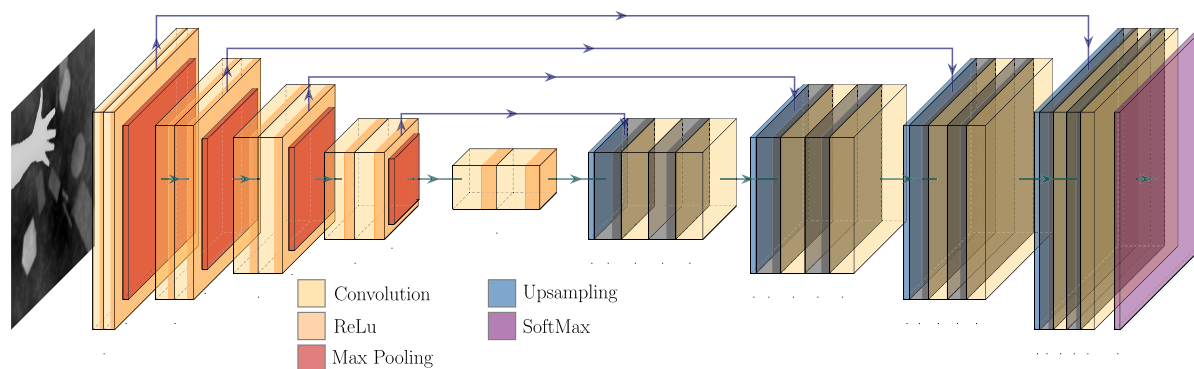 Convolution
ReLu
Max Pooling
Upsampling
SoftMax